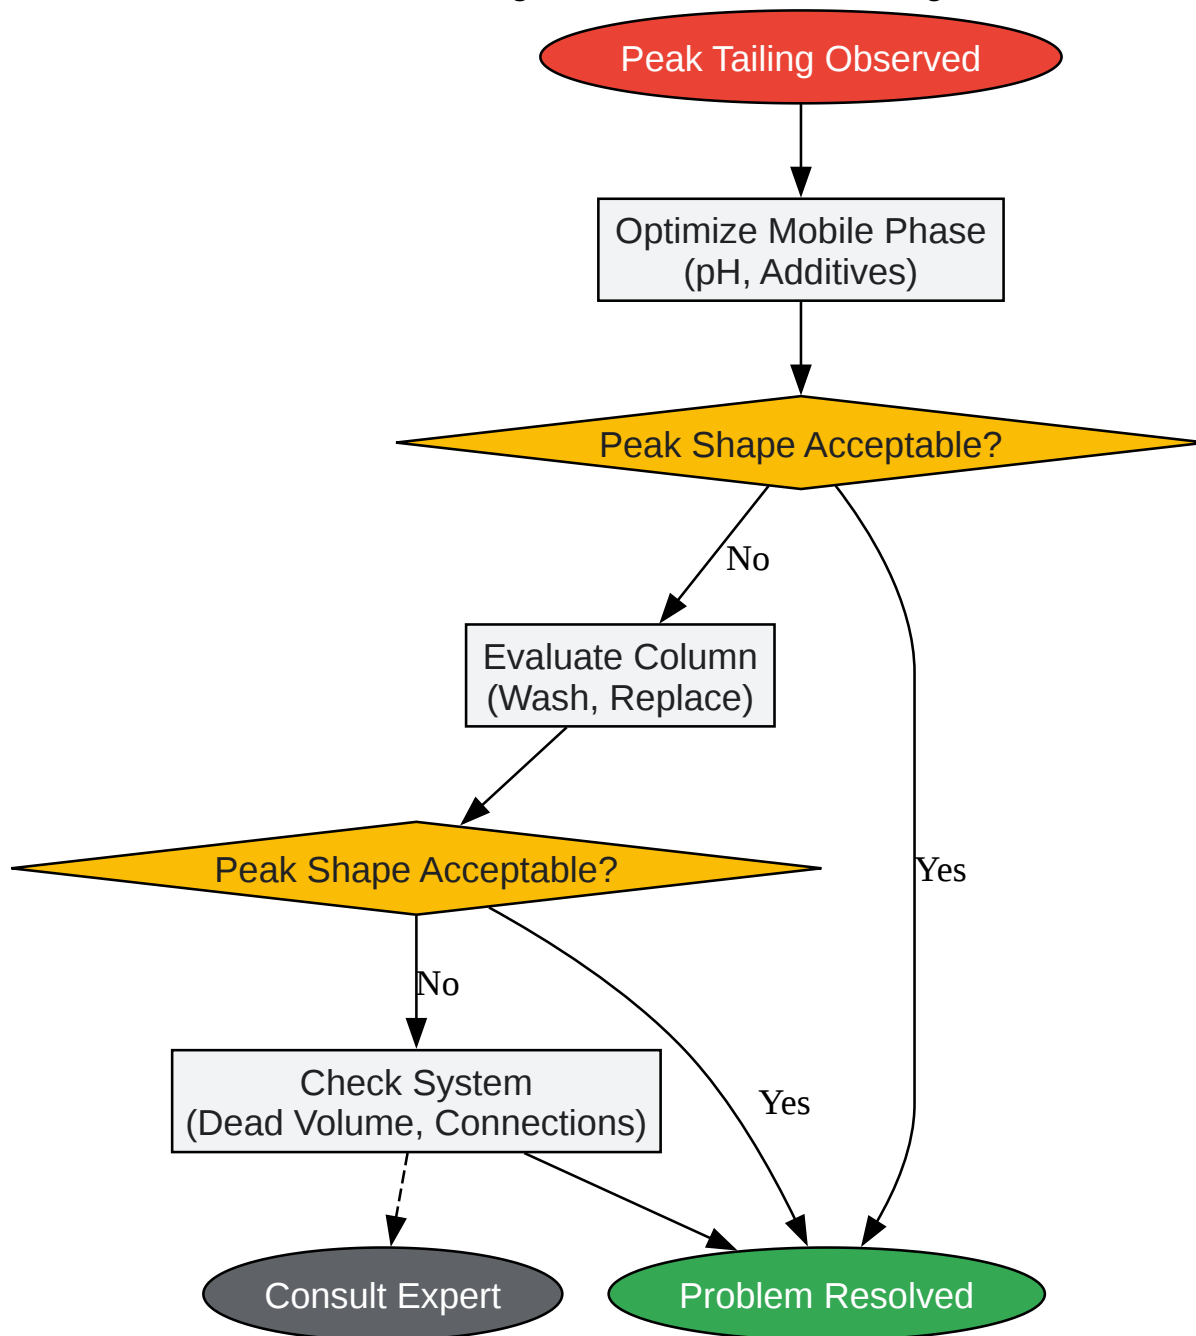 Peak Tailing Observed
Optimize Mobile Phase
(pH, Additives)
Peak Shape Acceptable?
No
Evaluate Column
(Wash, Replace)
Peak Shape Acceptable?
Yes
No
Check System
(Dead Volume, Connections)
Yes
Consult Expert
Problem Resolved